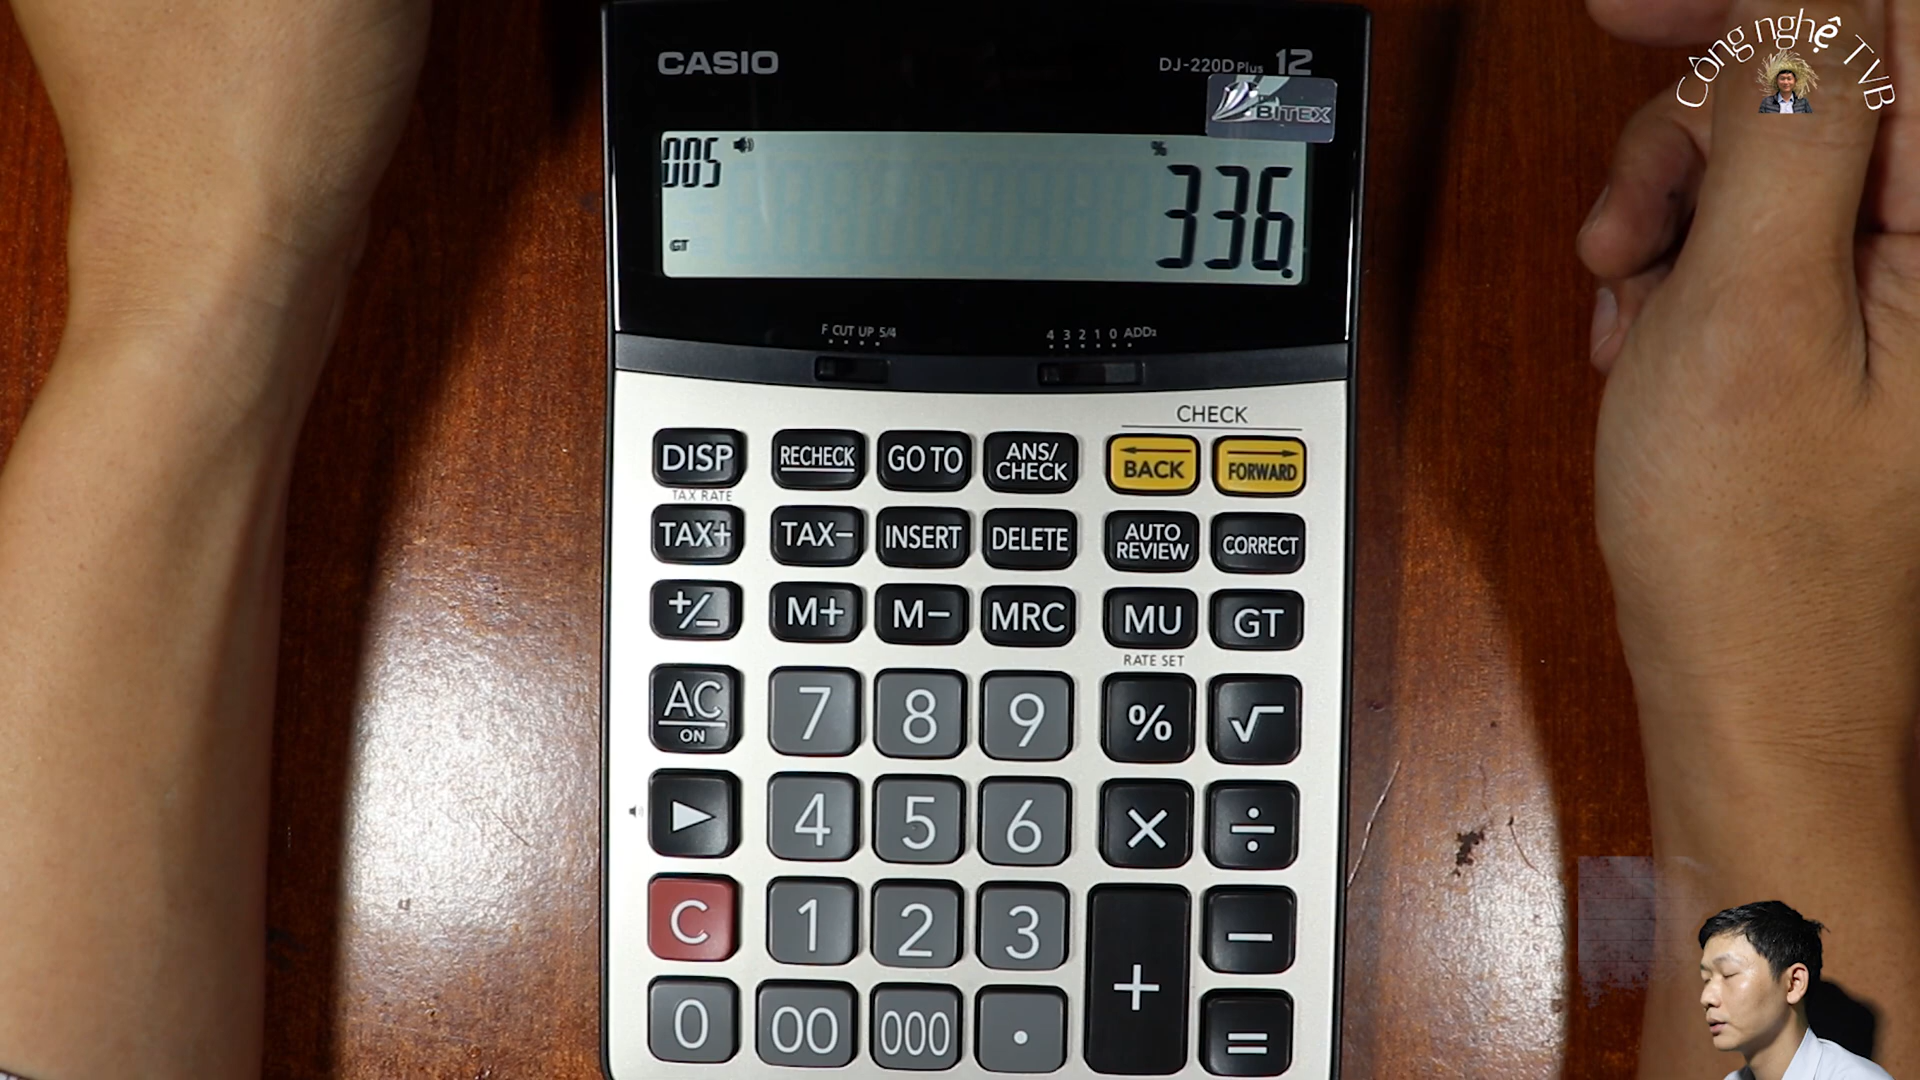 Công nghệ TVB
CASIO
DJ-220D Plus 12
BITEX
005 %
336.
GT
F CUT UP 5/4
4 3 2 1 0 ADD₂
CHECK
DISP RECHECK GO TO ANS/CHECK BACK FORWARD
TAX RATE
TAX+ TAX− INSERT DELETE AUTO REVIEW CORRECT
+/− M+ M− MRC MU GT
RATE SET
AC/ON 7 8 9 % √
▶ 4 5 6 × ÷
C 1 2 3 + −
0 00 000 · =